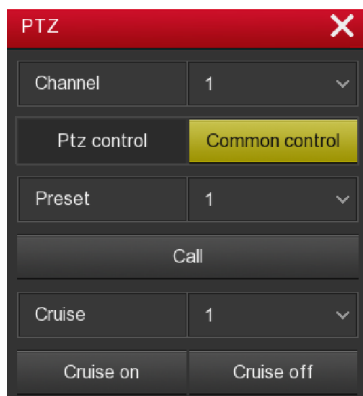 PTZ
Channel 1
Ptz control Common control
Preset 1
Call
Cruise 1
Cruise on Cruise off